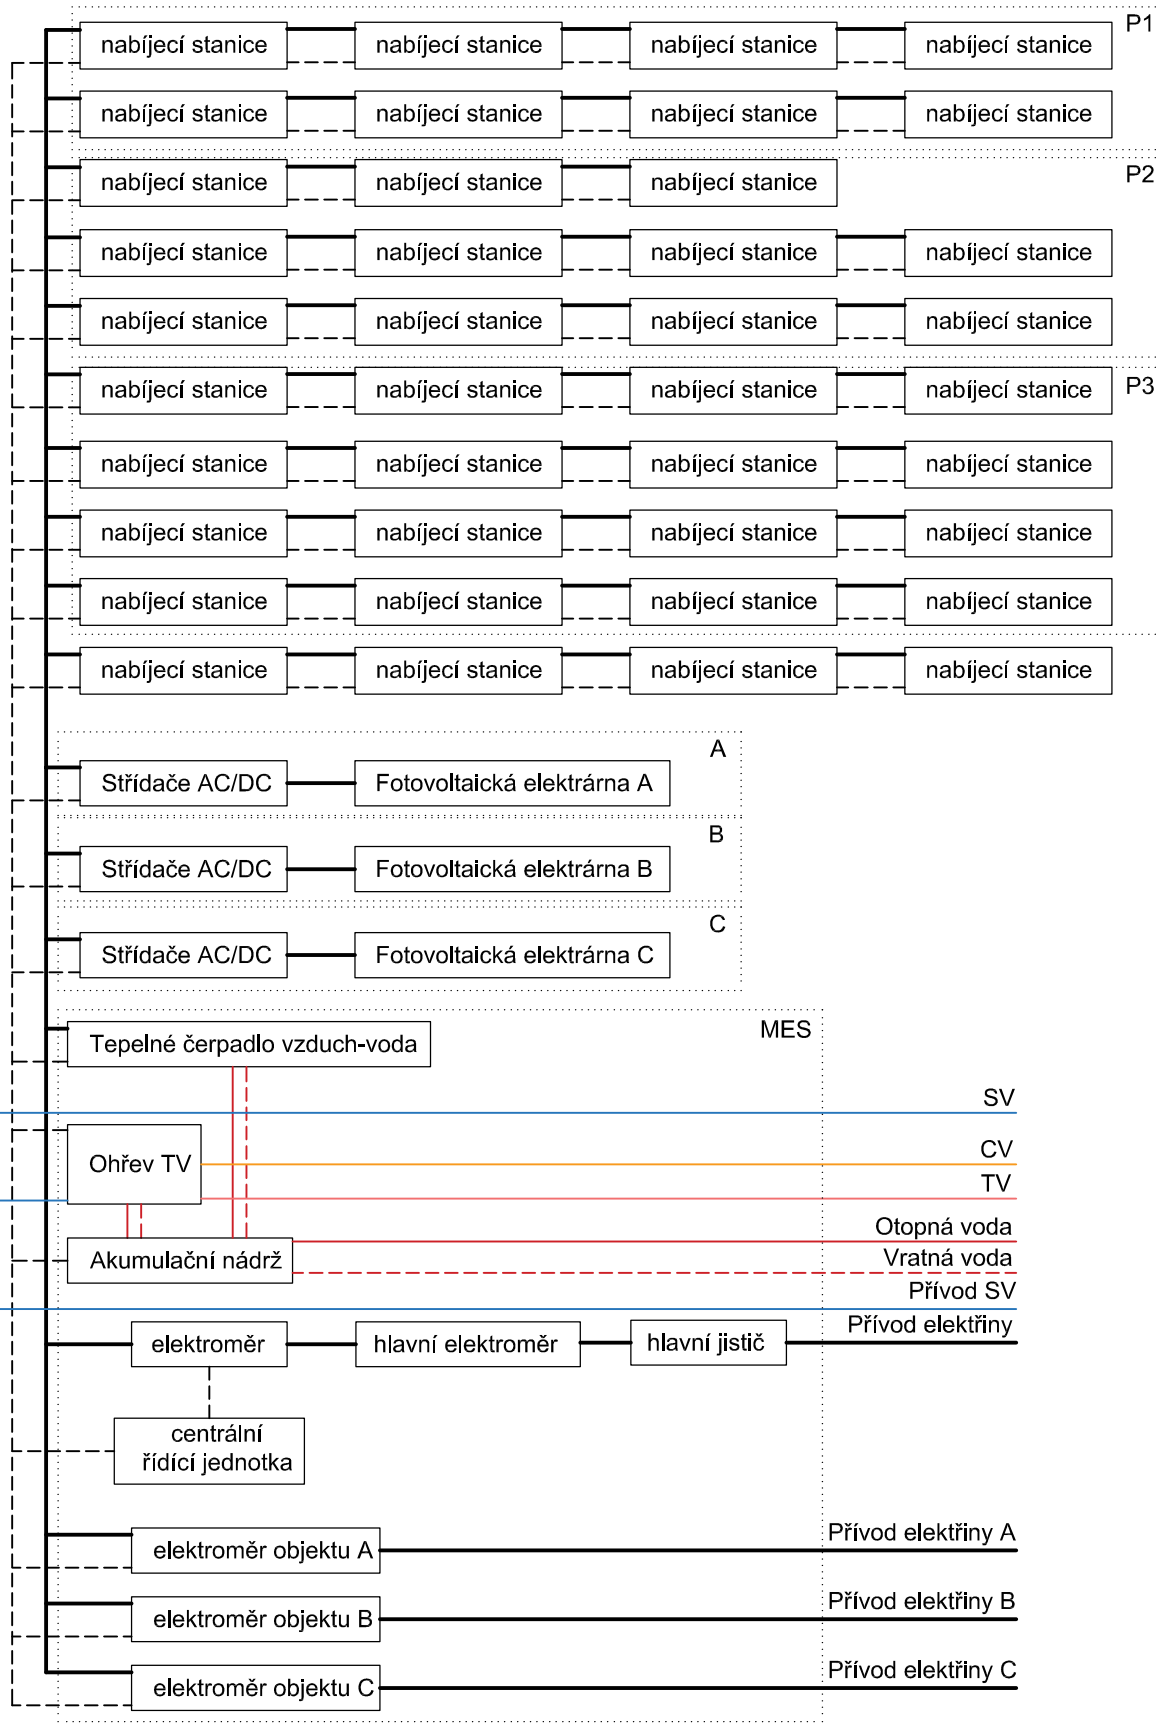 P1
nabíjecí stanice nabíjecí stanice nabíjecí stanice nabíjecí stanice
nabíjecí stanice nabíjecí stanice nabíjecí stanice nabíjecí stanice
P2
nabíjecí stanice nabíjecí stanice nabíjecí stanice
nabíjecí stanice nabíjecí stanice nabíjecí stanice nabíjecí stanice
nabíjecí stanice nabíjecí stanice nabíjecí stanice nabíjecí stanice
P3
nabíjecí stanice nabíjecí stanice nabíjecí stanice nabíjecí stanice
nabíjecí stanice nabíjecí stanice nabíjecí stanice nabíjecí stanice
nabíjecí stanice nabíjecí stanice nabíjecí stanice nabíjecí stanice
nabíjecí stanice nabíjecí stanice nabíjecí stanice nabíjecí stanice
nabíjecí stanice nabíjecí stanice nabíjecí stanice nabíjecí stanice
A
Střídače AC/DC Fotovoltaická elektrárna A
B
Střídače AC/DC Fotovoltaická elektrárna B
C
Střídače AC/DC Fotovoltaická elektrárna C
MES
Tepelné čerpadlo vzduch-voda
SV
Ohřev TV
CV
TV
Otopná voda
Akumulační nádrž
Vratná voda
Přívod SV
Přívod elektřiny
elektroměr hlavní elektroměr hlavní jistič
centrální
řídící jednotka
Přívod elektřiny A
elektroměr objektu A
Přívod elektřiny B
elektroměr objektu B
Přívod elektřiny C
elektroměr objektu C